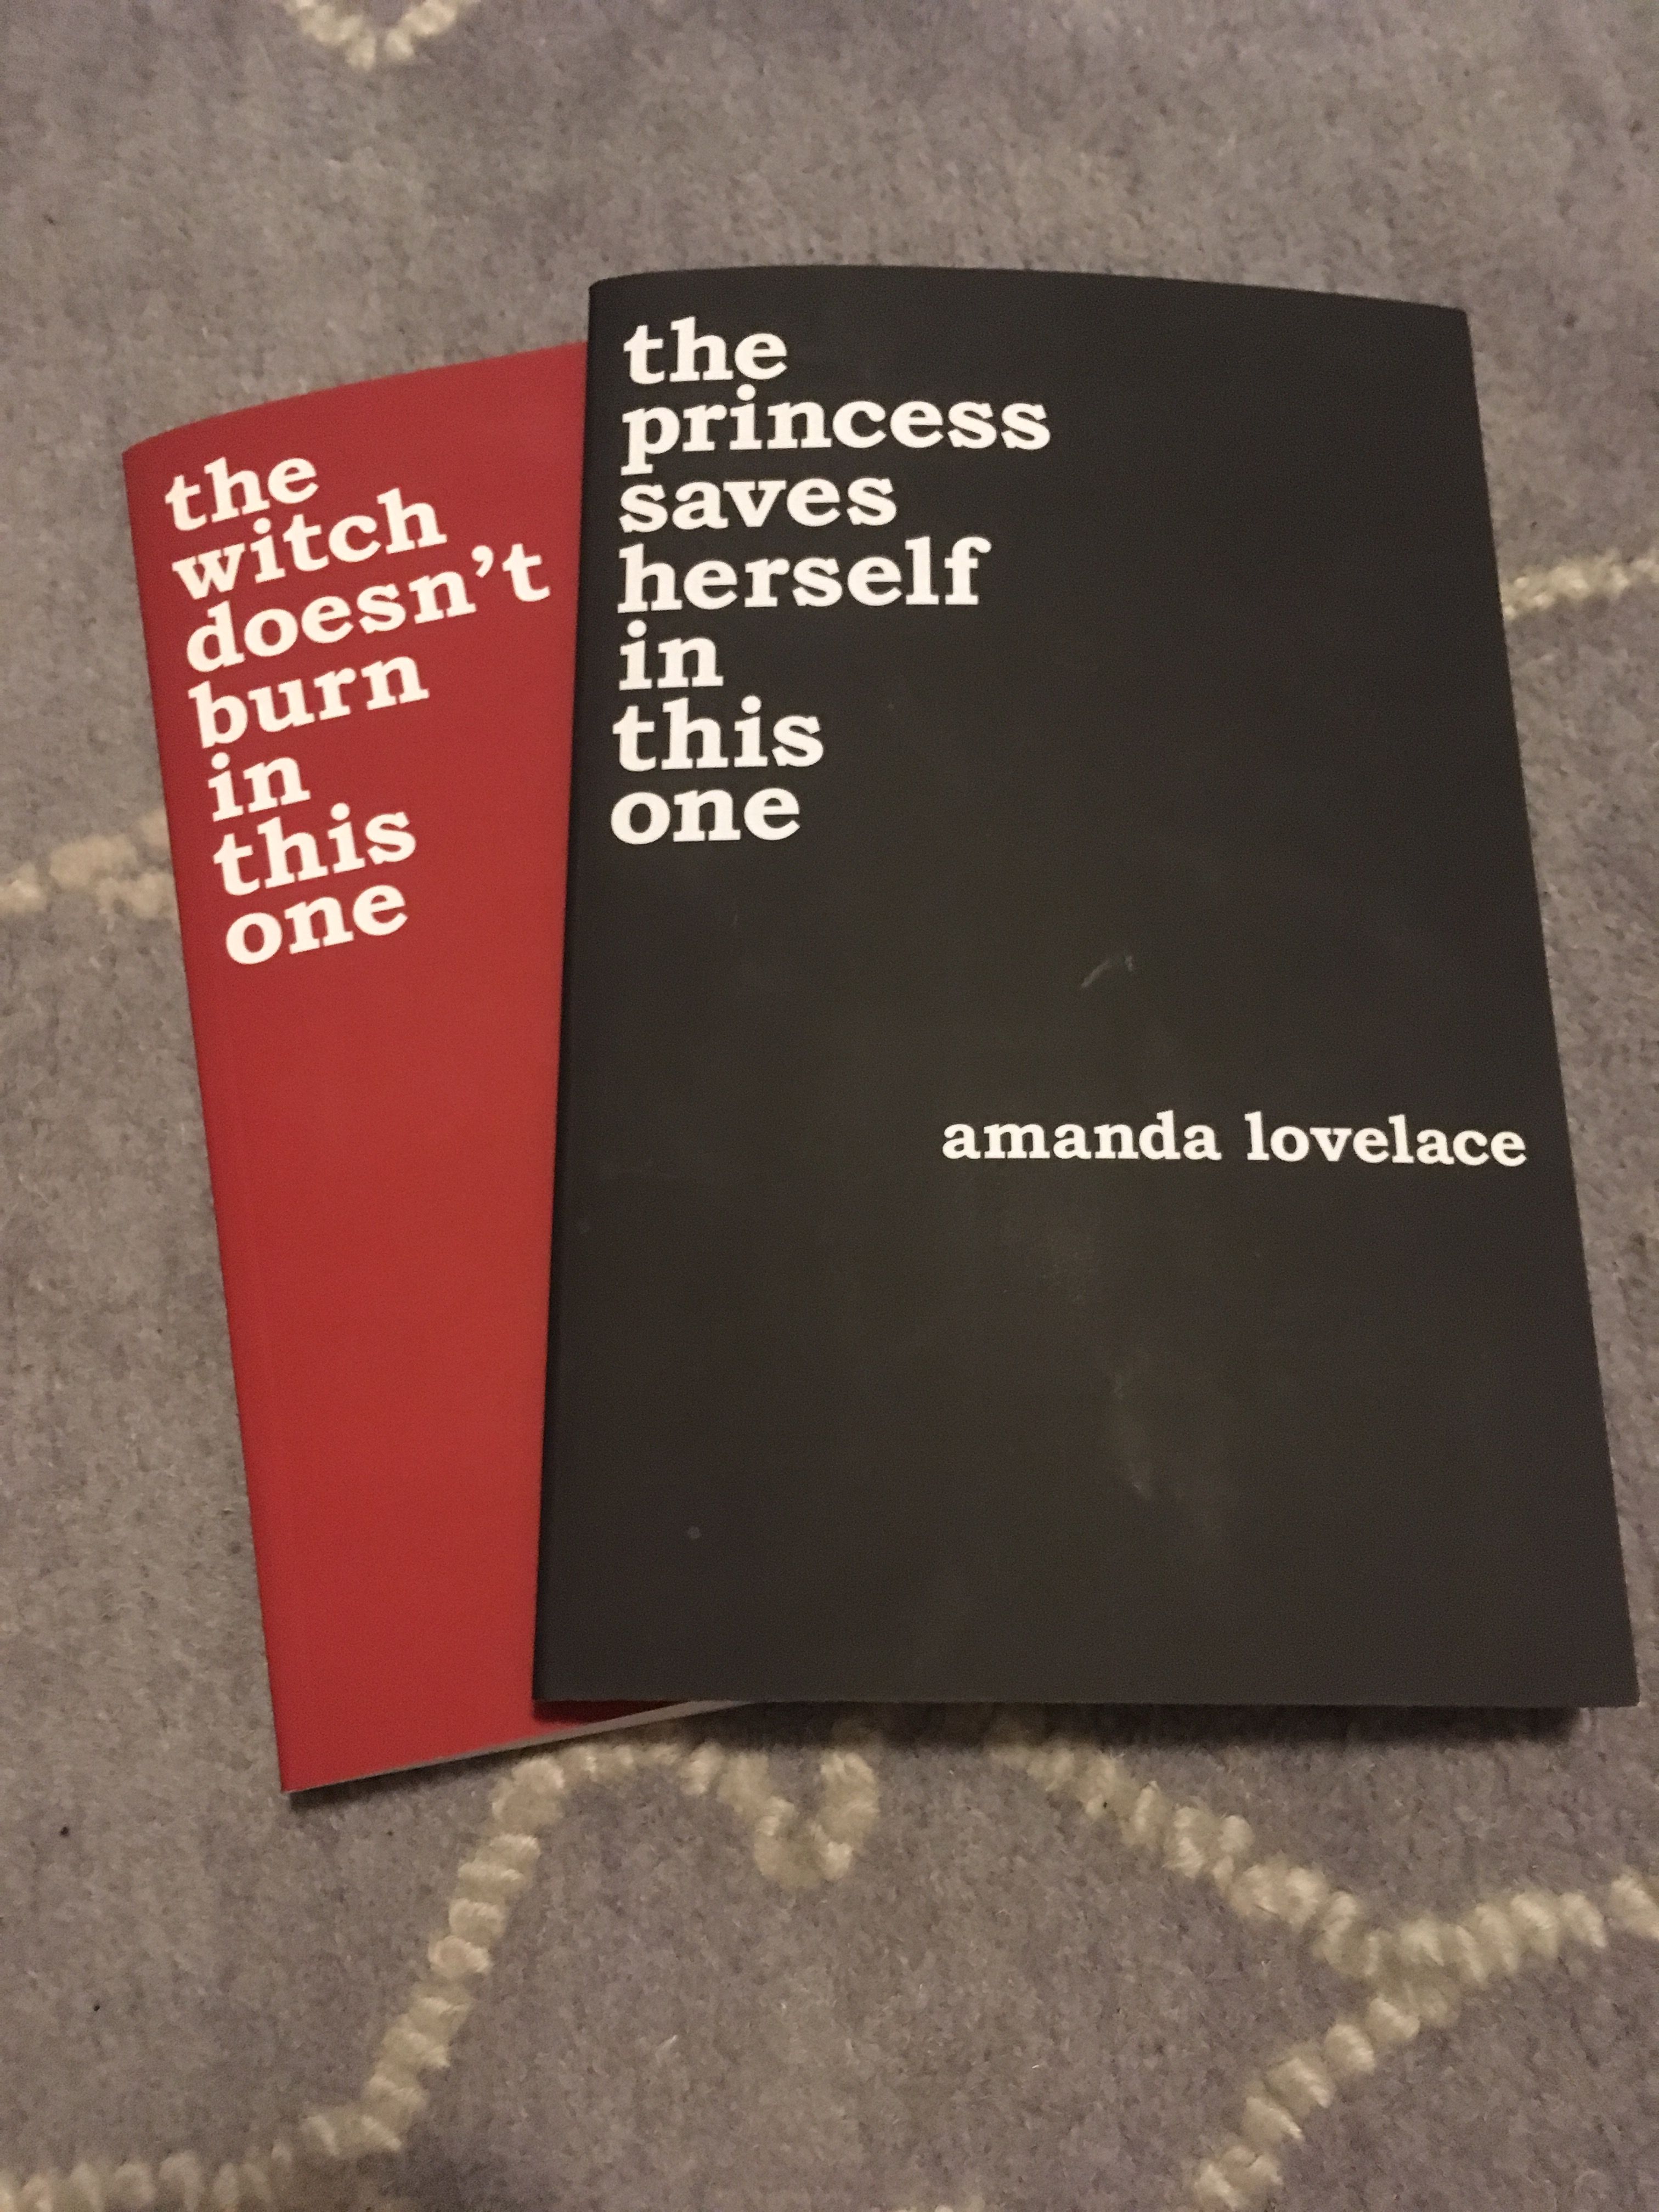 the
witch
doesn't
burn
in
this
one
the
princess
saves
herself
in
this
one
amanda lovelace